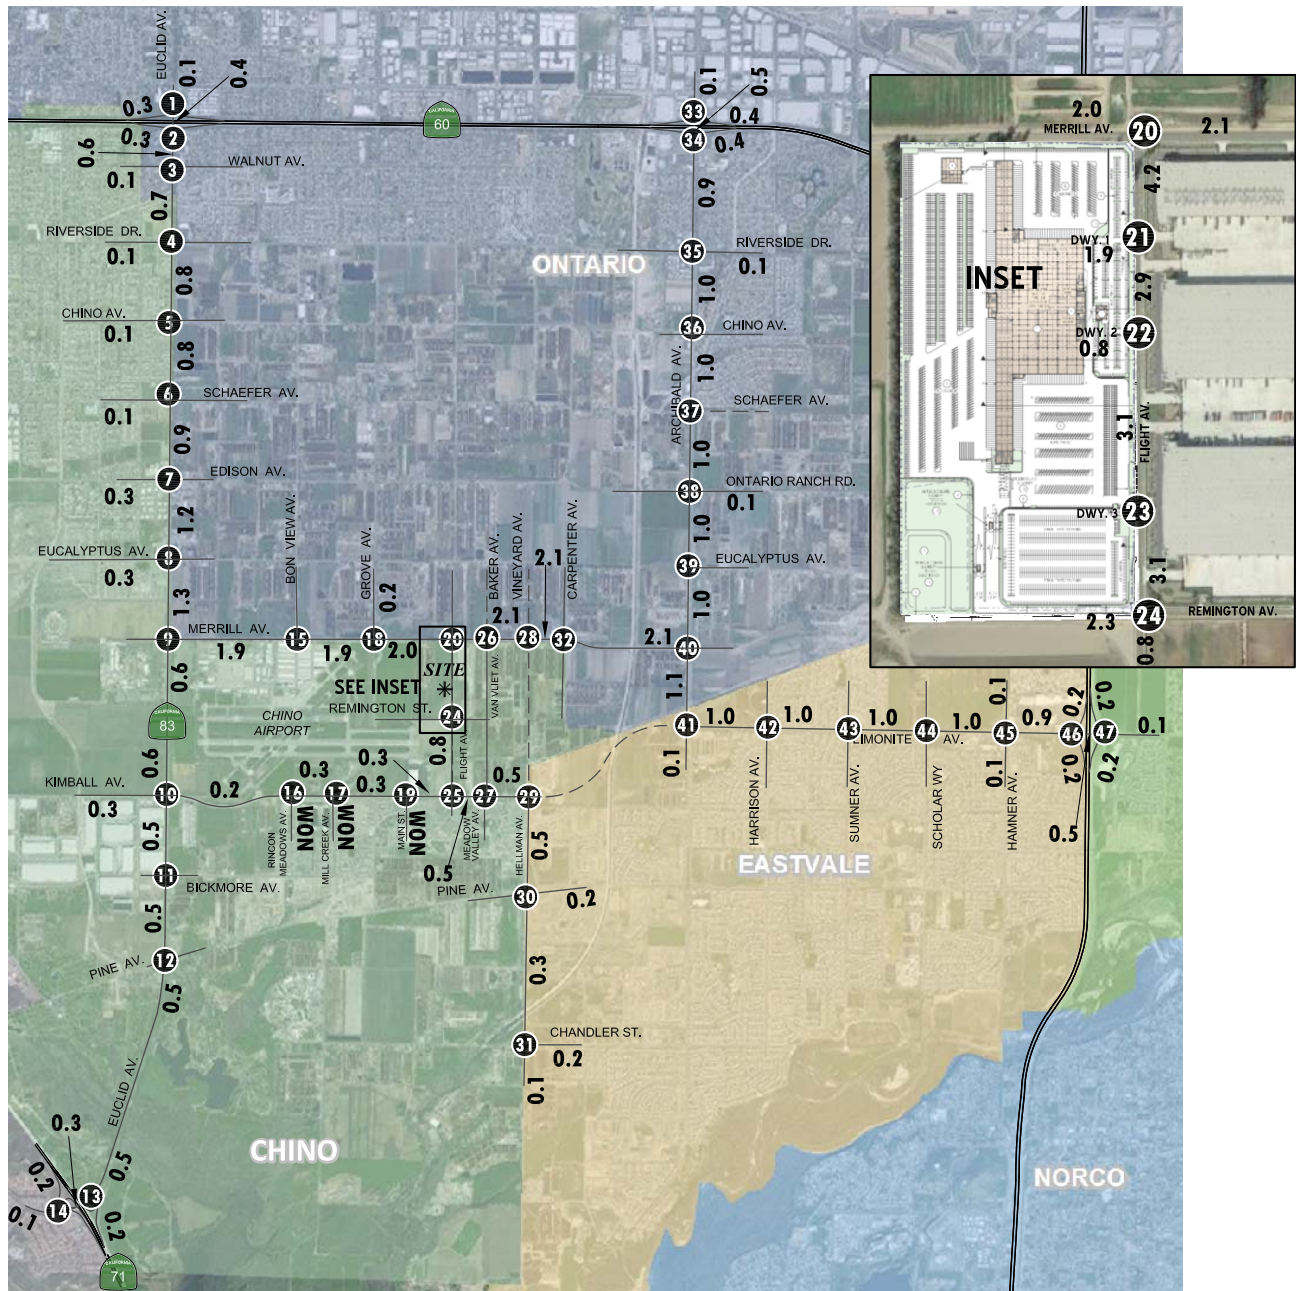 EUCLID AV.
0.1
0.4
0.3
1
0.3
2
0.6
WALNUT AV.
3
0.1
0.7
RIVERSIDE DR.
4
0.1
0.8
CHINO AV.
5
0.1
0.8
6
SCHAEFER AV.
0.1
0.9
7
EDISON AV.
0.3
1.2
EUCALYPTUS AV.
8
0.3
1.3
CALIFORNIA
60
ONTARIO
0.1
0.5
33
0.4
34
0.4
0.9
35
RIVERSIDE DR.
0.1
1.0
36
CHINO AV.
ARCHIBALD AV.
1.0
37
SCHAEFER AV.
1.0
38
ONTARIO RANCH RD.
0.1
1.0
39
EUCALYPTUS AV.
1.0
BON VIEW AV.
GROVE AV.
0.2
BAKER AV.
VINEYARD AV.
2.1
CARPENTER AV.
2.1
9
MERRILL AV.
1.9
15
1.9
18
2.0
20
26
28
32
2.1
40
0.6
SITE
SEE INSET
REMINGTON ST.
24
VAN VLIET AV.
CALIFORNIA
83
CHINO
AIRPORT
0.8
FLIGHT AV.
0.6
KIMBALL AV.
10
0.3
0.2
0.3
16
17
0.3
0.3
19
25
27
0.5
29
RINCON
MEADOWS AV.
NOM
MILL CREEK AV.
NOM
MAIN ST.
NOM
MEADOW
VALLEY AV.
HELLMAN AV.
0.5
0.5
0.5
11
BICKMORE AV.
PINE AV.
30
0.2
0.5
PINE AV.
12
0.5
0.3
31
CHANDLER ST.
0.2
0.1
EUCLID AV.
0.3
0.5
0.2
13
14
0.1
0.2
CALIFORNIA
71
CHINO
1.1
41
1.0
42
1.0
43
1.0
44
1.0
45
0.9
46
47
0.1
LIMONITE AV.
0.1
0.1
0.1
0.2
0.2
0.2
0.2
0.5
HARRISON AV.
SUMNER AV.
SCHOLAR WY
HAMNER AV.
EASTVALE
NORCO
2.0
MERRILL AV.
20
2.1
4.2
21
DWY. 1
1.9
INSET
2.9
22
DWY. 2
0.8
3.1
FLIGHT AV.
23
DWY. 3
3.1
24
REMINGTON AV.
2.3
0.8